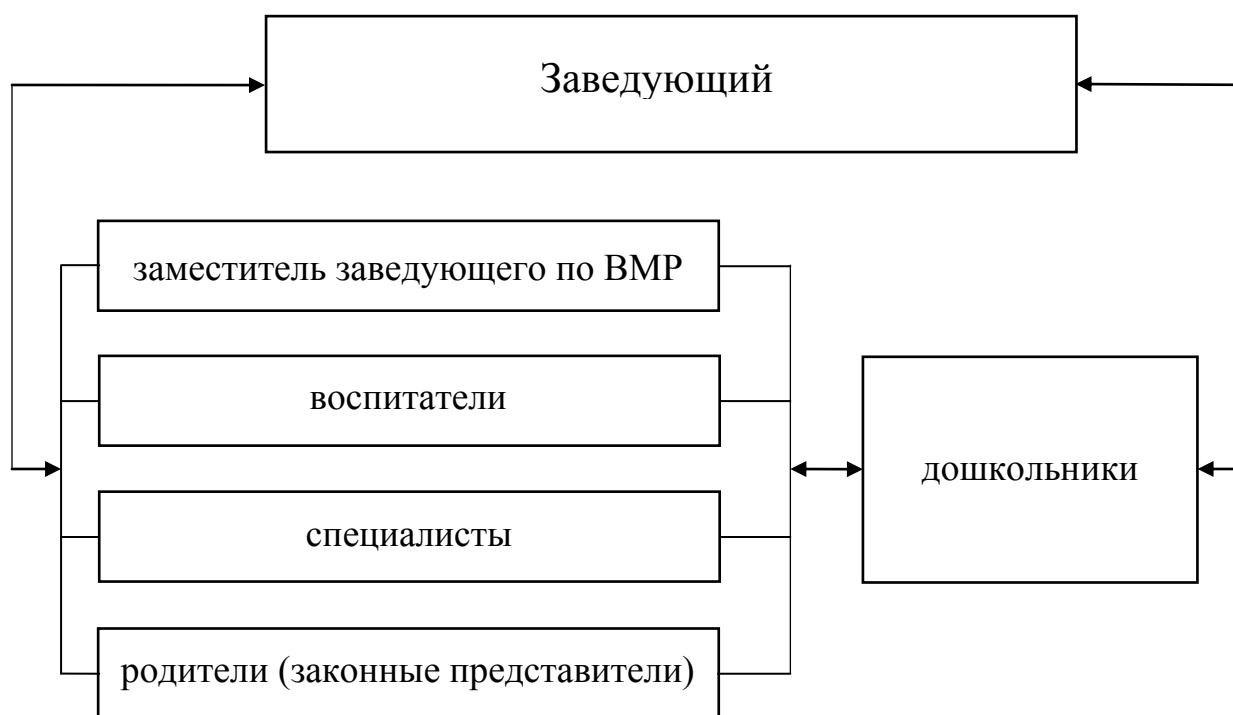 Заведующий
заместитель заведующего по ВМР
воспитатели
дошкольники
специалисты
родители (законные представители)